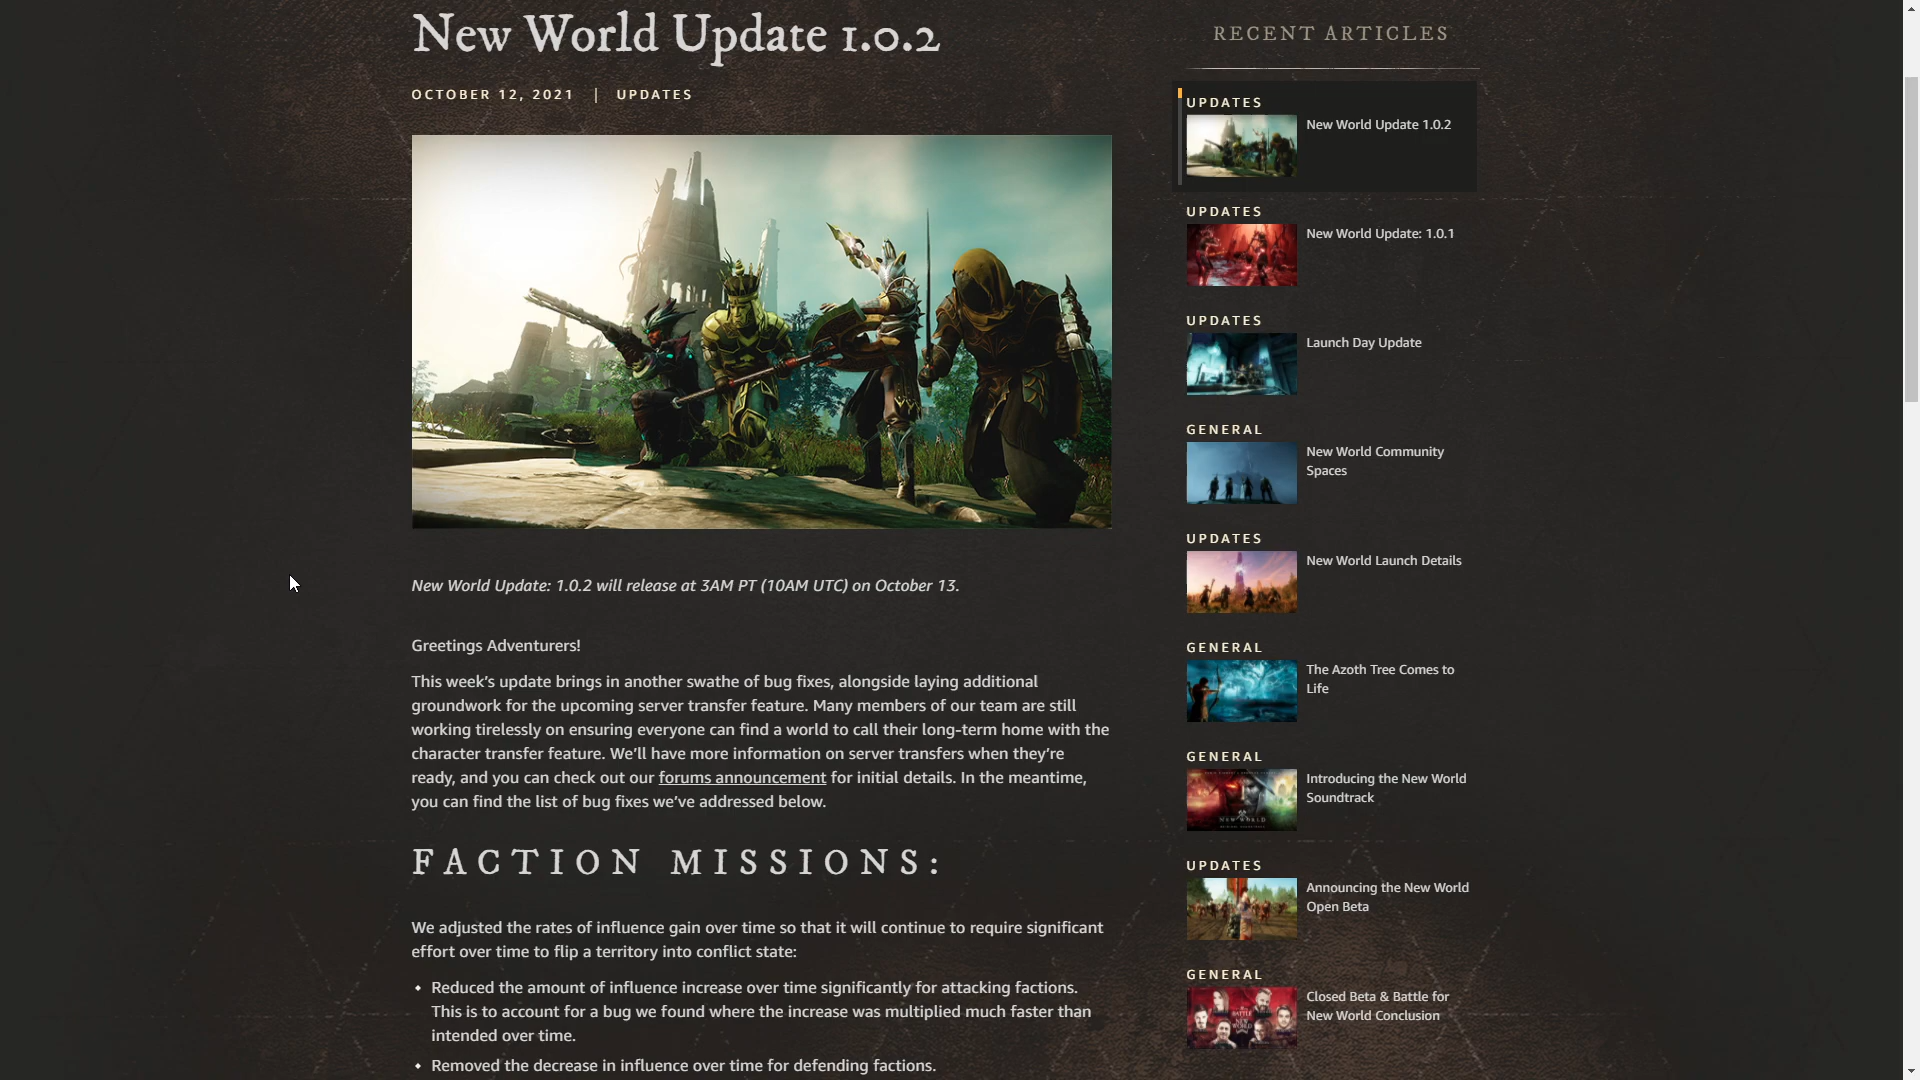 New World Update 1.0.2
OCTOBER 12, 2021 | UPDATES
New World Update: 1.0.2 will release at 3AM PT (10AM UTC) on October 13.
Greetings Adventurers!
This week’s update brings in another swathe of bug fixes, alongside laying additional
groundwork for the upcoming server transfer feature. Many members of our team are still
working tirelessly on ensuring everyone can find a world to call their long-term home with the
character transfer feature. We’ll have more information on server transfers when they’re
ready, and you can check out our forums announcement for initial details. In the meantime,
you can find the list of bug fixes we’ve addressed below.
FACTION MISSIONS:
We adjusted the rates of influence gain over time so that it will continue to require significant
effort over time to flip a territory into conflict state:
Reduced the amount of influence increase over time significantly for attacking factions.
This is to account for a bug we found where the increase was multiplied much faster than
intended over time.
Removed the decrease in influence over time for defending factions.
RECENT ARTICLES
UPDATES
New World Update 1.0.2
UPDATES
New World Update: 1.0.1
UPDATES
Launch Day Update
GENERAL
New World Community
Spaces
UPDATES
New World Launch Details
GENERAL
The Azoth Tree Comes to
Life
GENERAL
Introducing the New World
Soundtrack
NEW WORLD
UPDATES
Announcing the New World
Open Beta
GENERAL
Closed Beta & Battle for
New World Conclusion